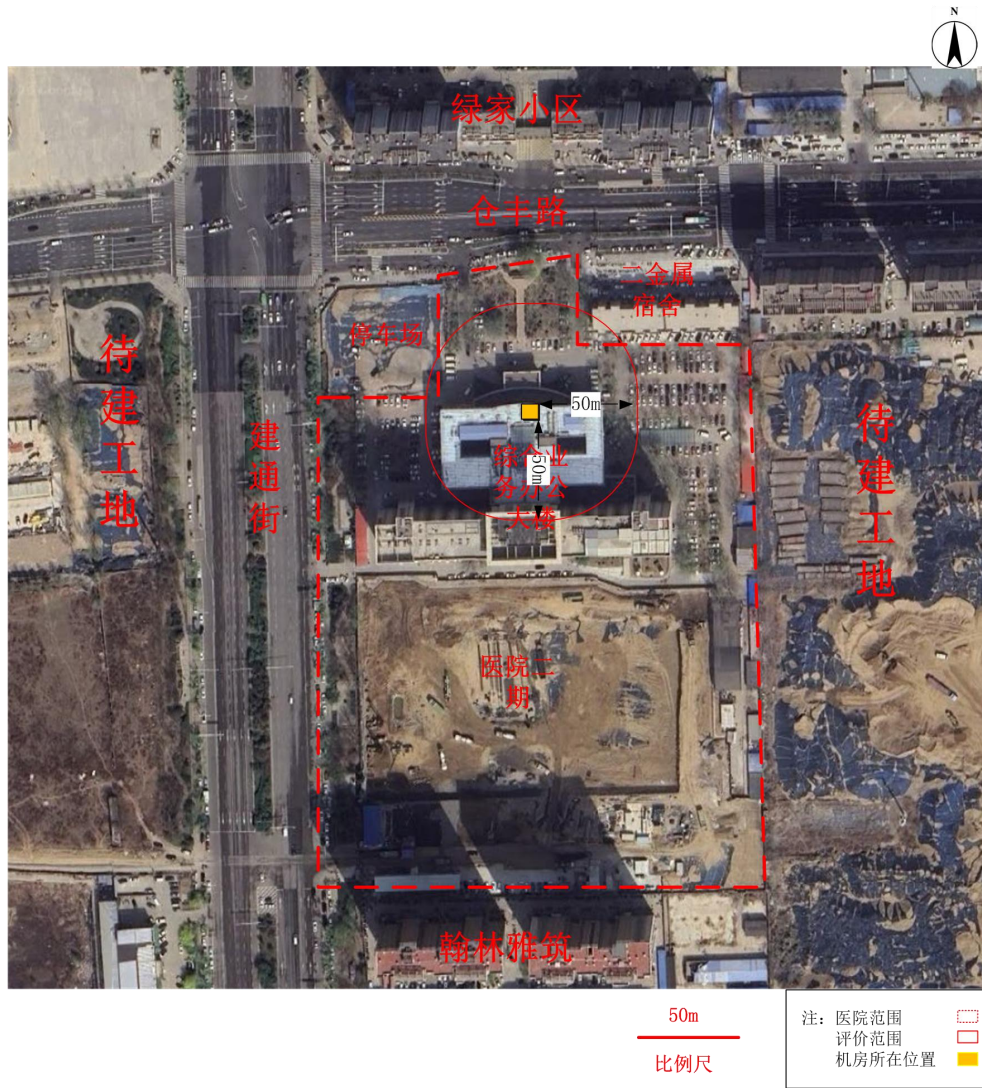 N
绿家小区
仓丰路
二金属
宿舍
停车场
待建工地
建通街
50m
50m
综合业
务办公
大楼
待建工地
医院二
期
翰林雅筑
50m
比例尺
注：医院范围
评价范围
机房所在位置